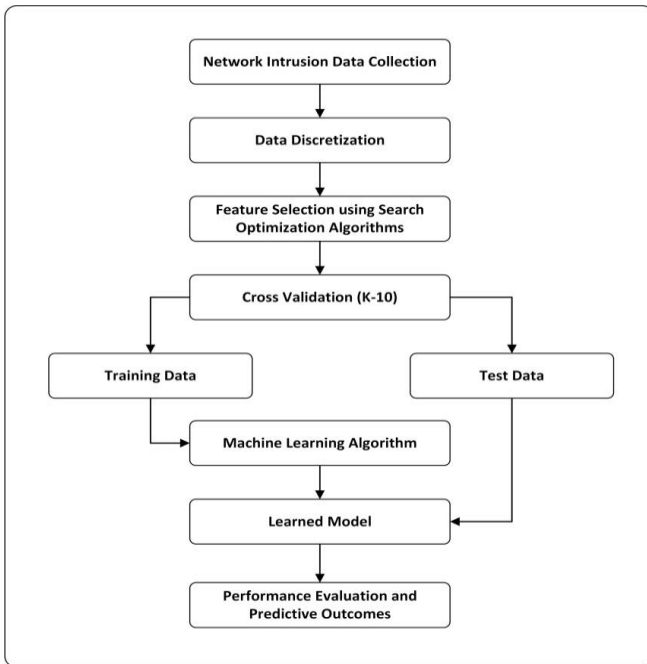 Network Intrusion Data Collection
Data Discretization
Feature Selection using Search
Optimization Algorithms
Cross Validation (K-10)
Training Data
Test Data
Machine Learning Algorithm
Learned Model
Performance Evaluation and
Predictive Outcomes